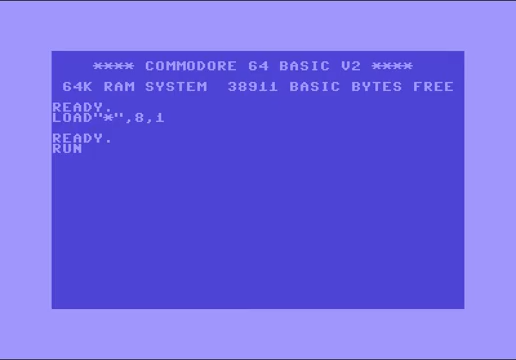 **** COMMODORE 64 BASIC V2 ****
64K RAM SYSTEM  38911 BASIC BYTES FREE
READY.
LOAD"*",8,1
READY.
RUN